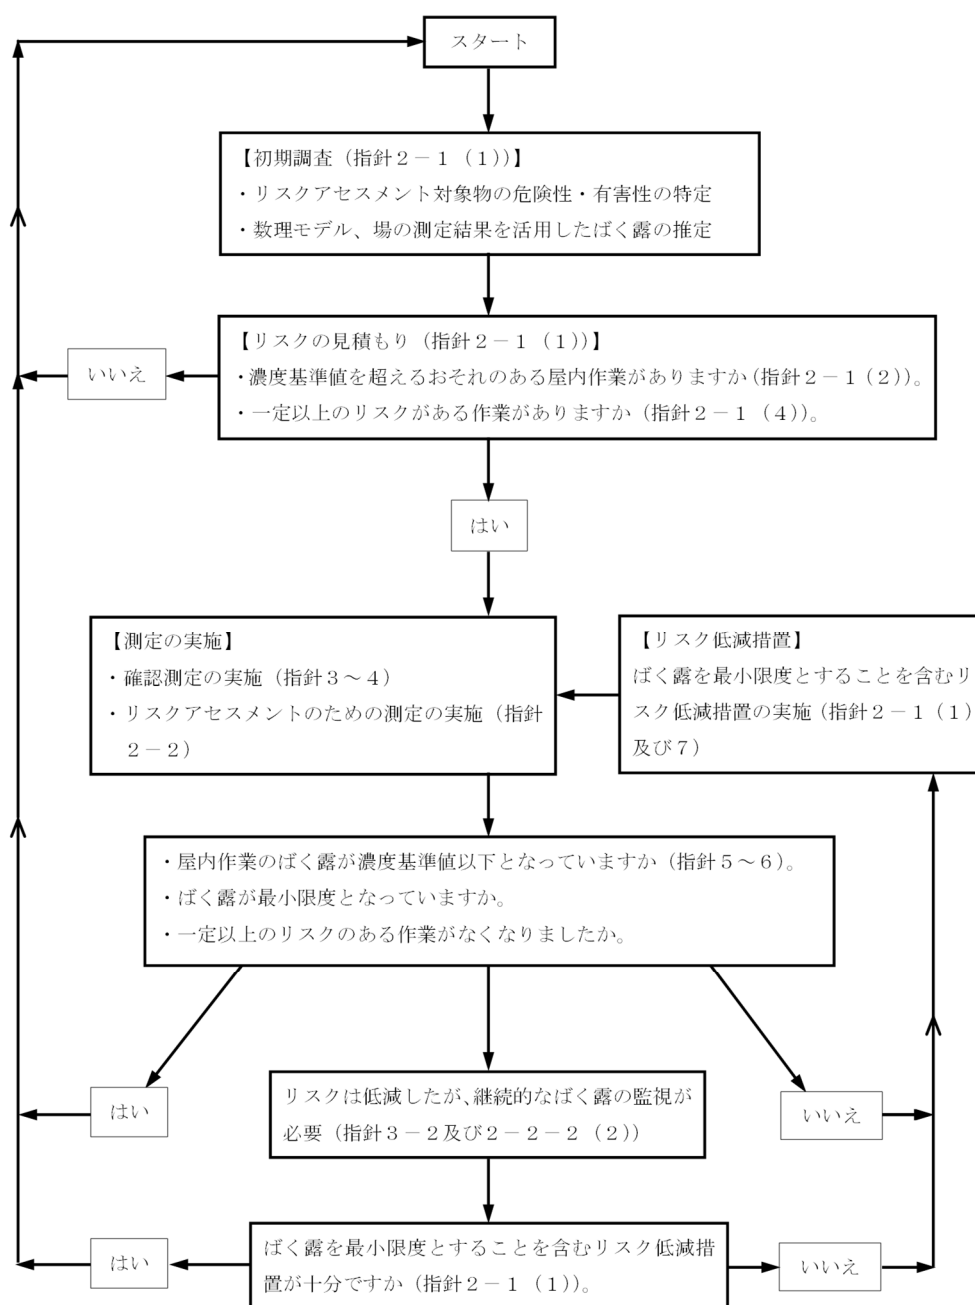 スタート
【初期調査（指針２－１（１））】
・リスクアセスメント対象物の危険性・有害性の特定
・数理モデル、場の測定結果を活用したばく露の推定
【リスクの見積もり（指針２－１（１））】
・濃度基準値を超えるおそれのある屋内作業がありますか（指針２－１（２））。
・一定以上のリスクがある作業がありますか（指針２－１（４））。
いいえ
はい
【測定の実施】
・確認測定の実施（指針３～４）
・リスクアセスメントのための測定の実施（指針
２－２）
【リスク低減措置】
ばく露を最小限度とすることを含むリ
スク低減措置の実施（指針２－１（１）
及び７）
・屋内作業のばく露が濃度基準値以下となっていますか（指針５～６）。
・ばく露が最小限度となっていますか。
・一定以上のリスクのある作業がなくなりましたか。
はい
リスクは低減したが、継続的なばく露の監視が
必要（指針３－２及び２－２－２（２））
いいえ
はい
ばく露を最小限度とすることを含むリスク低減措
置が十分ですか（指針２－１（１））。
いいえ